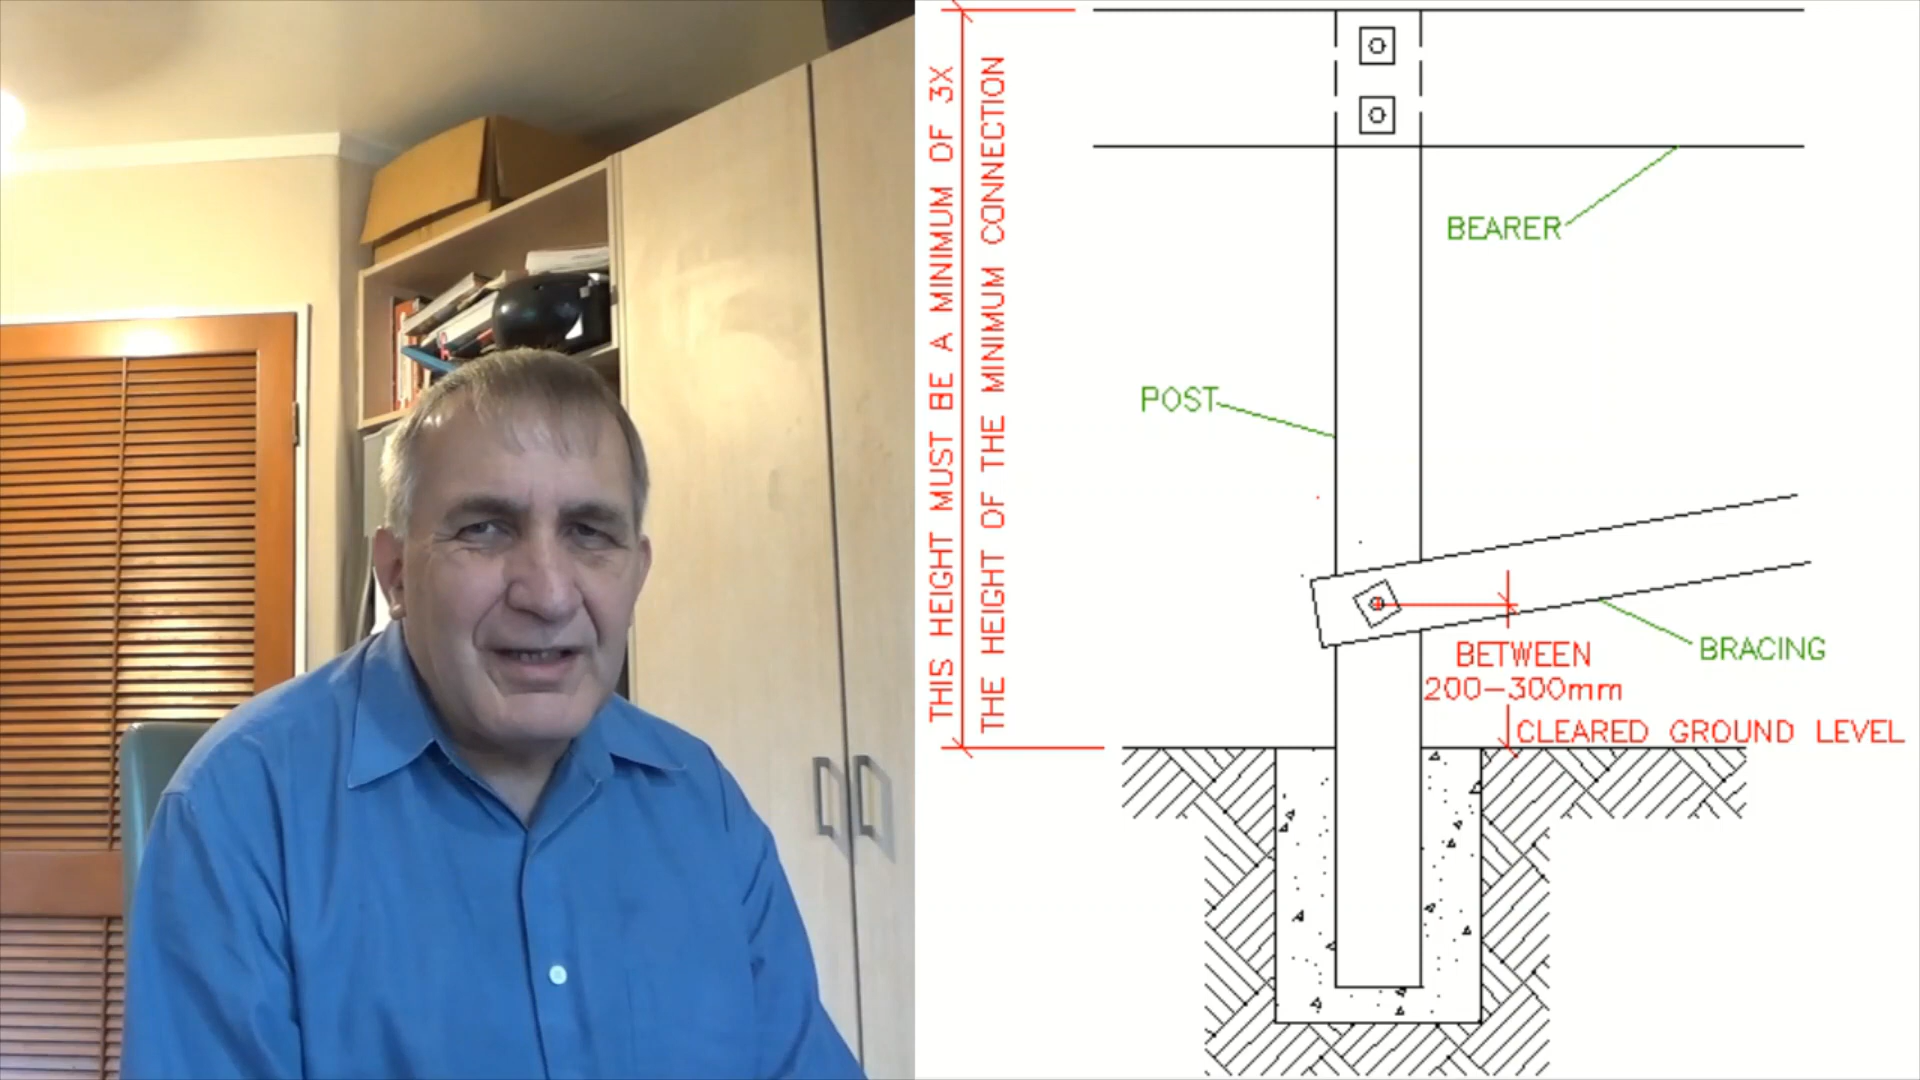 THIS HEIGHT MUST BE A MINIMUM OF 3X
THE HEIGHT OF THE MINIMUM CONNECTION
BEARER
POST
BRACING
BETWEEN
200-300mm
CLEARED GROUND LEVEL